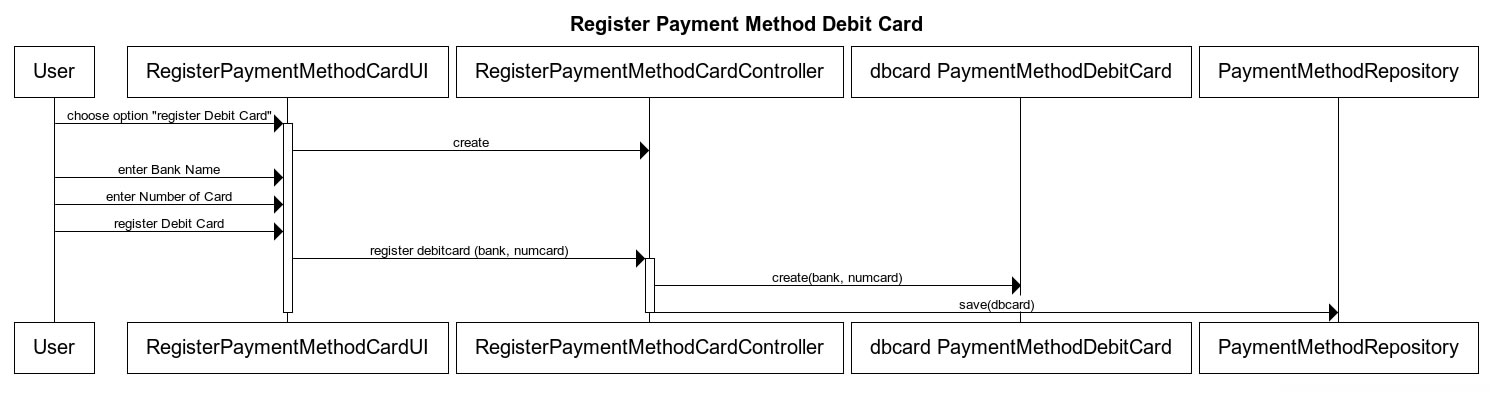 Register Payment Method Debit Card
User
RegisterPaymentMethodCardUI
RegisterPaymentMethodCardController
dbcard PaymentMethodDebitCard
PaymentMethodRepository
choose option "register Debit Card"
create
enter Bank Name
enter Number of Card
register Debit Card
register debitcard (bank, numcard)
create(bank, numcard)
save(dbcard)
User
RegisterPaymentMethodCardUI
RegisterPaymentMethodCardController
dbcard PaymentMethodDebitCard
PaymentMethodRepository